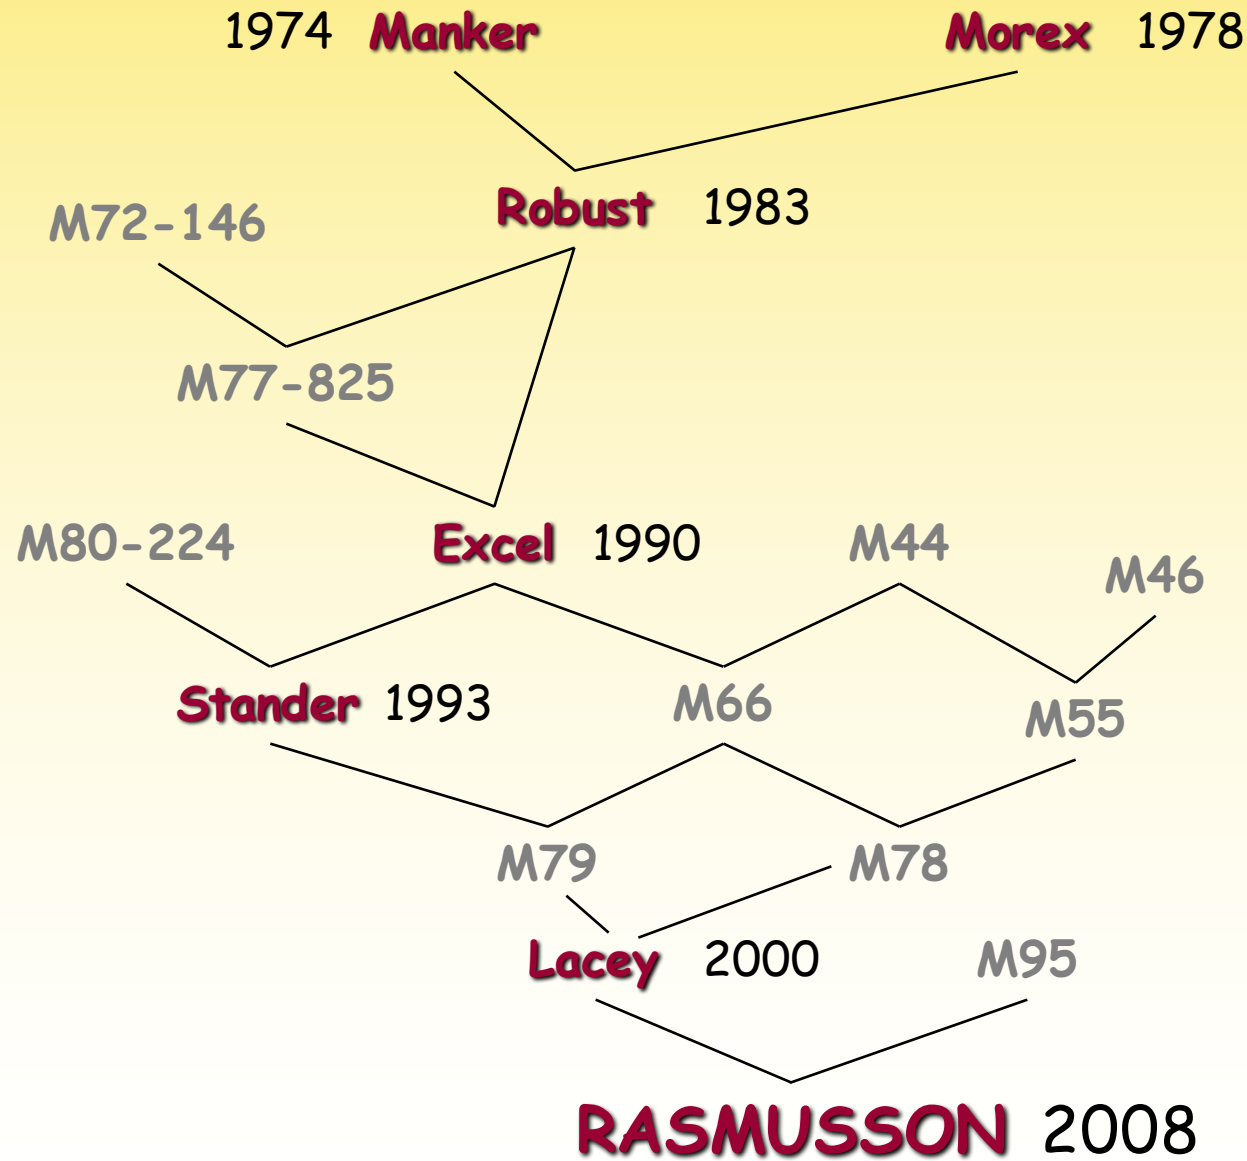 1974 Manker Morex 1978
Robust 1983
M72-146
M77-825
M80-224 Excel 1990 M44
M46
Stander 1993 M66
M55
M79 M78
Lacey 2000 M95
RASMUSSON 2008